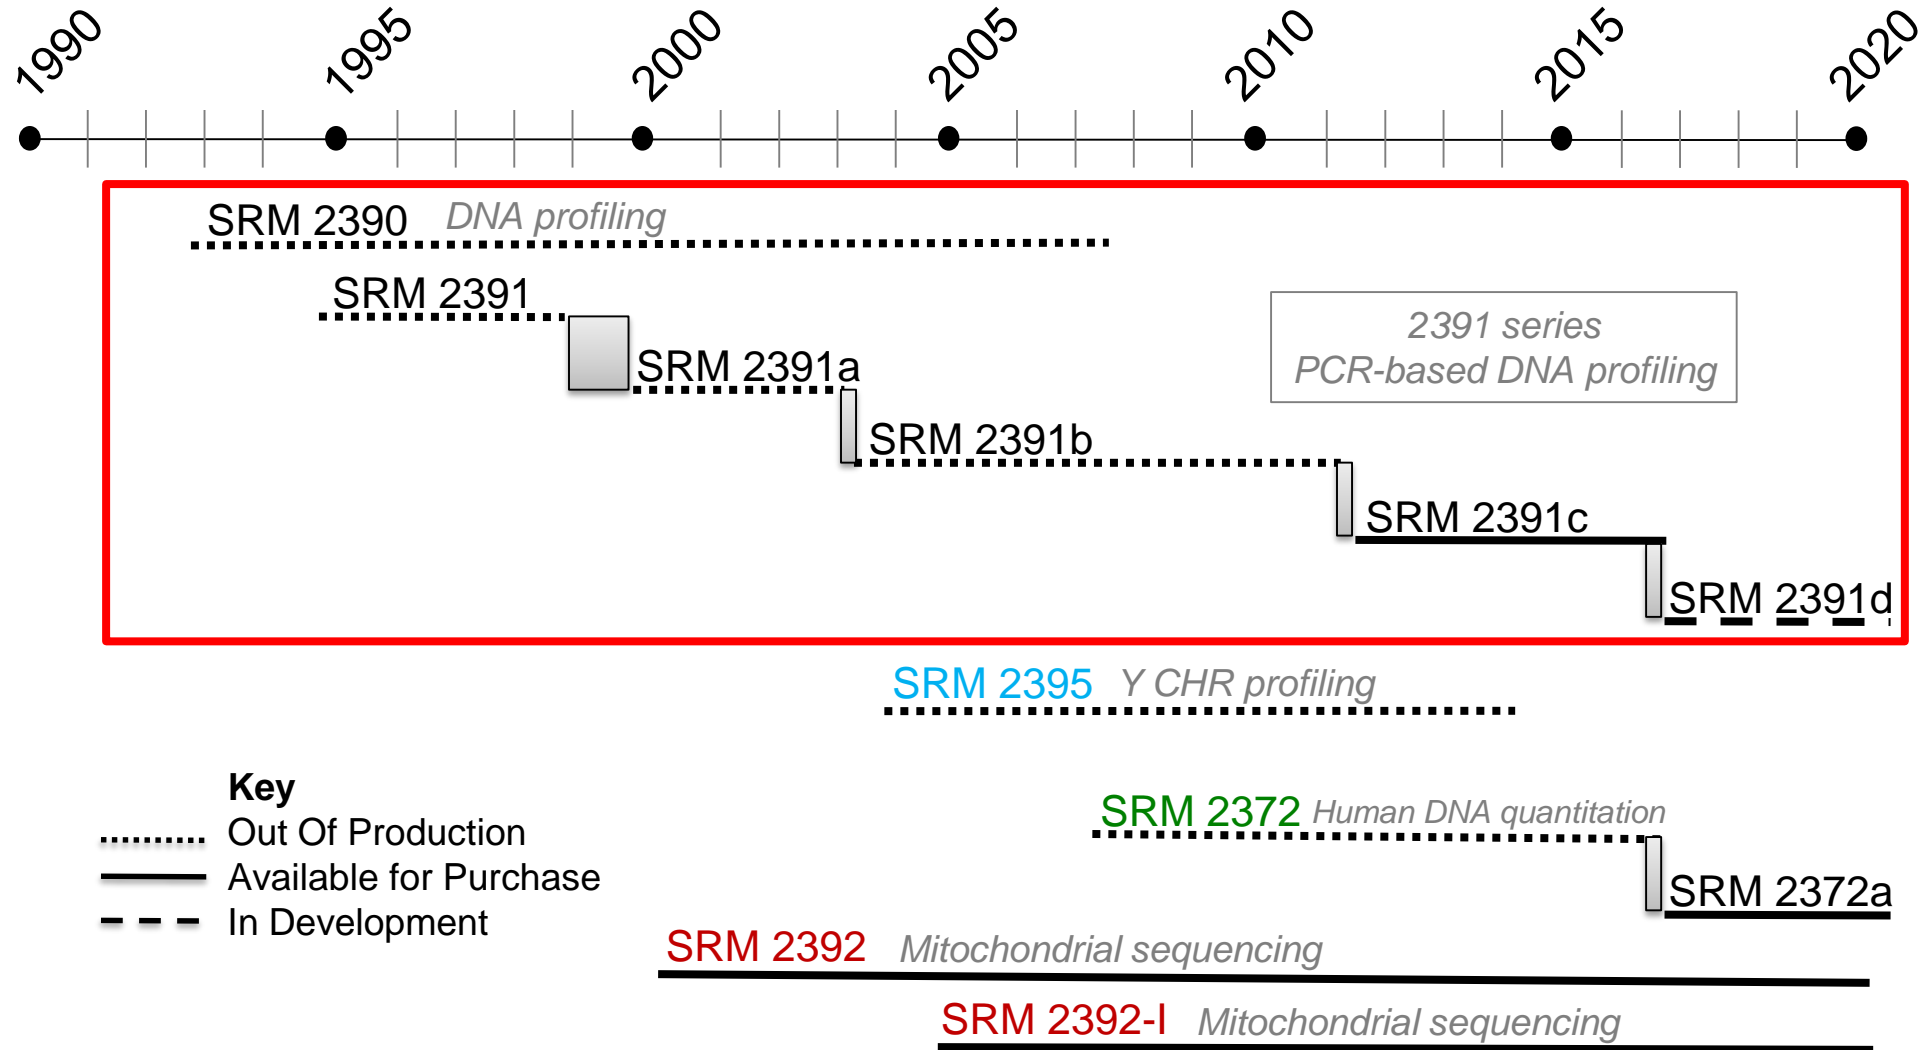 1990 1995 2000 2005 2010 2015 2020
SRM 2390 DNA profiling
SRM 2391
2391 series
PCR-based DNA profiling
SRM 2391a
SRM 2391b
SRM 2391c
SRM 2391d
SRM 2395 Y CHR profiling
Key
Out Of Production
Available for Purchase
In Development
SRM 2372 Human DNA quantitation
SRM 2372a
SRM 2392 Mitochondrial sequencing
SRM 2392-I Mitochondrial sequencing